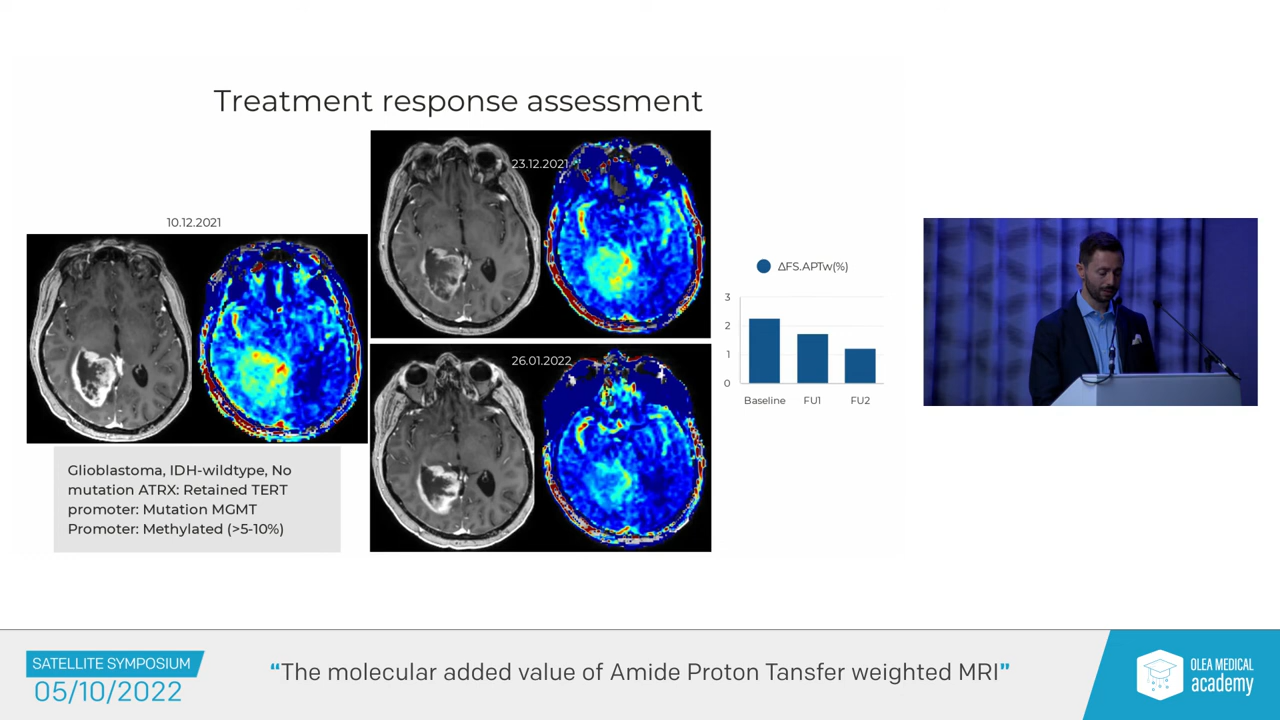 Treatment response assessment
10.12.2021
23.12.2021
26.01.2022
Glioblastoma, IDH-wildtype, No
mutation ATRX: Retained TERT
promoter: Mutation MGMT
Promoter: Methylated (>5-10%)
ΔFS.APTw(%)
3
2
1
0
Baseline FU1 FU2
SATELLITE SYMPOSIUM
05/10/2022
“The molecular added value of Amide Proton Tansfer weighted MRI”
OLEA MEDICAL
academy